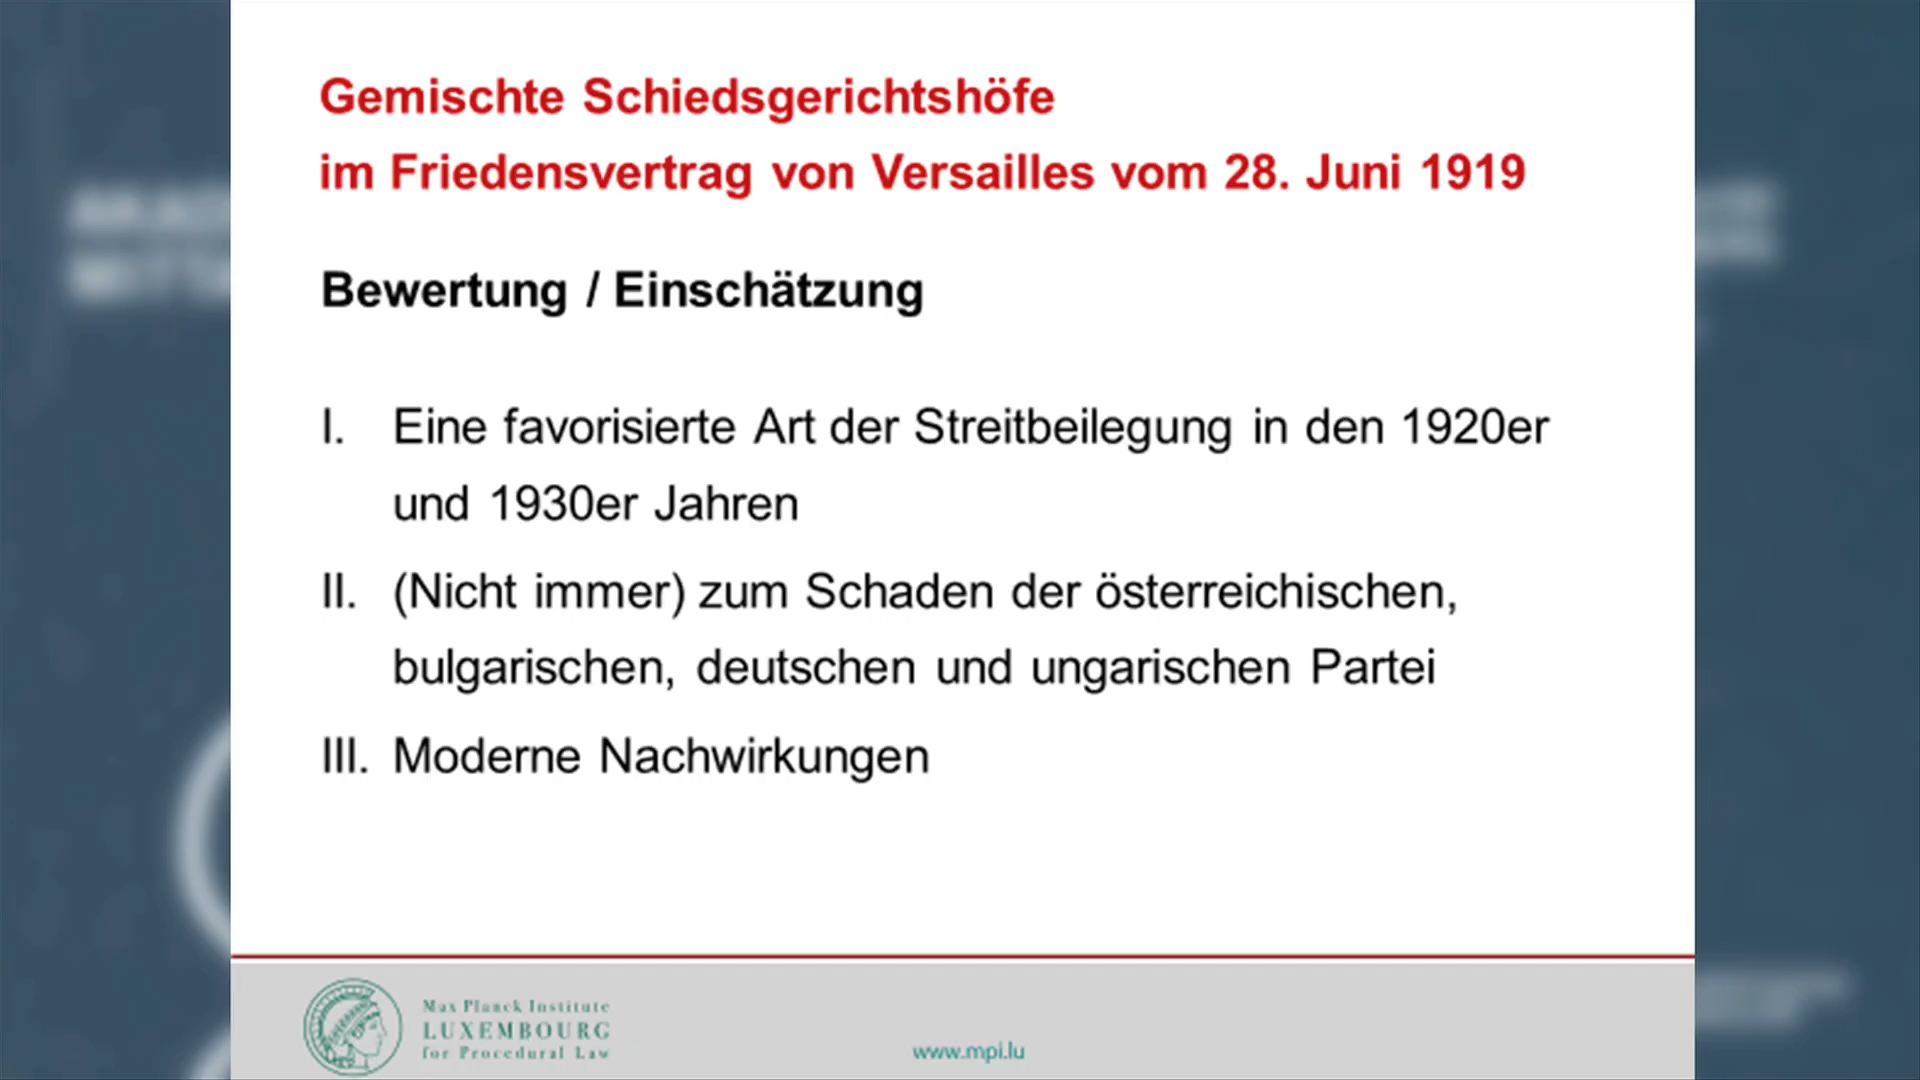 Gemischte Schiedsgerichtshöfe
im Friedensvertrag von Versailles vom 28. Juni 1919
Bewertung / Einschätzung
I. Eine favorisierte Art der Streitbeilegung in den 1920er
und 1930er Jahren
II. (Nicht immer) zum Schaden der österreichischen,
bulgarischen, deutschen und ungarischen Partei
III. Moderne Nachwirkungen
Max Planck Institute
LUXEMBOURG
for Procedural Law
www.mpi.lu